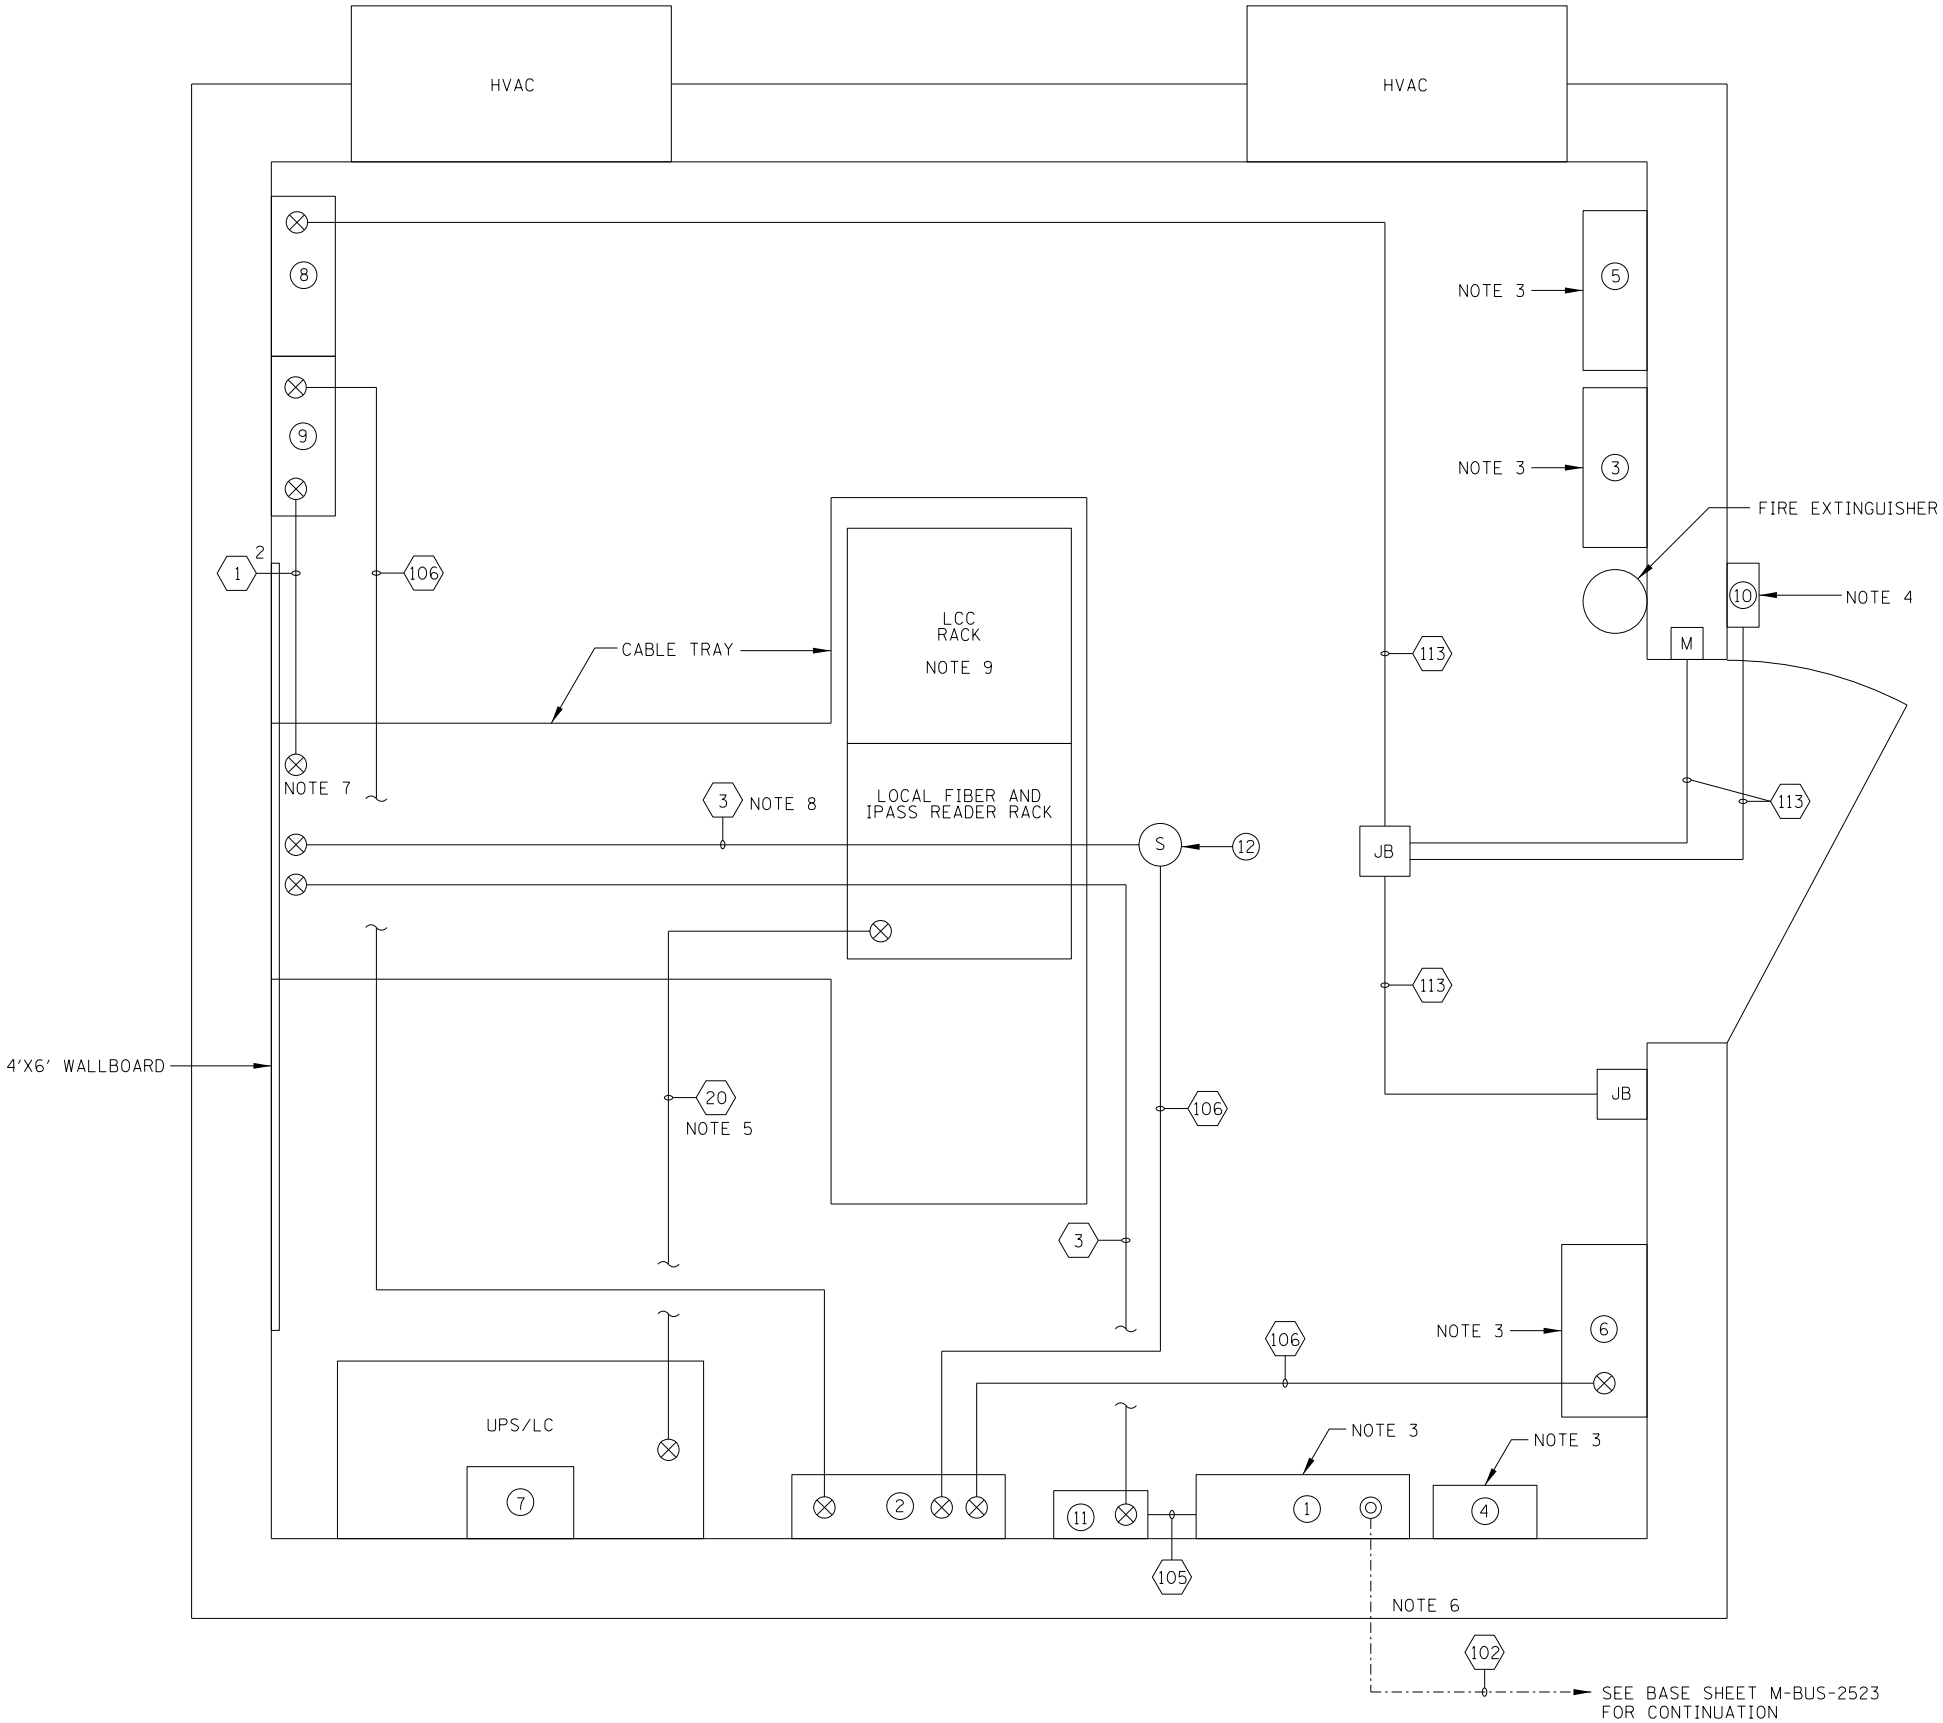 HVAC
HVAC
8
5
NOTE 3
9
3
NOTE 3
FIRE EXTINGUISHER
2
1
106
10
NOTE 4
LCC
RACK
NOTE 9
CABLE TRAY
113
M
NOTE 7
3
NOTE 8
LOCAL FIBER AND
IPASS READER RACK
113
S
12
JB
113
4'X6' WALLBOARD
20
NOTE 5
106
JB
3
106
NOTE 3
6
UPS/LC
NOTE 3
NOTE 3
7
2
11
1
4
105
NOTE 6
102
SEE BASE SHEET M-BUS-2523
FOR CONTINUATION